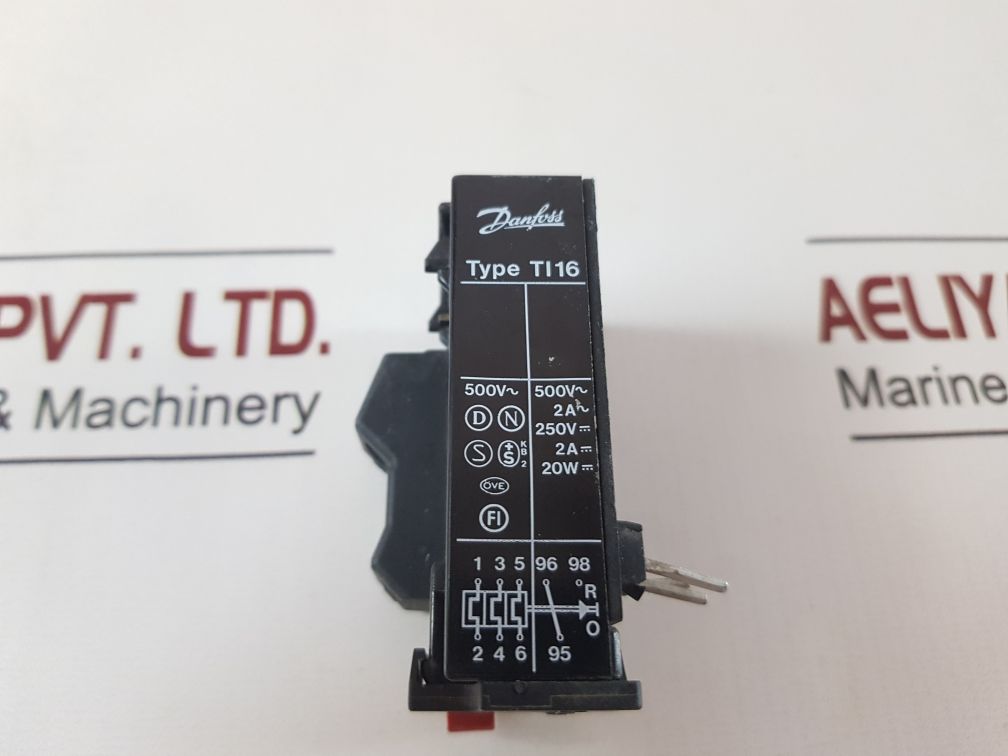 Danfoss
Type TI16
500V~ 500V~
2A~
250V⎓
2A⎓
20W⎓
D N
S +S KB2
ÖVE
FI
1 3 5 96 98
°R
O
2 4 6 95
PVT. LTD.
& Machinery
AELIY
Marine